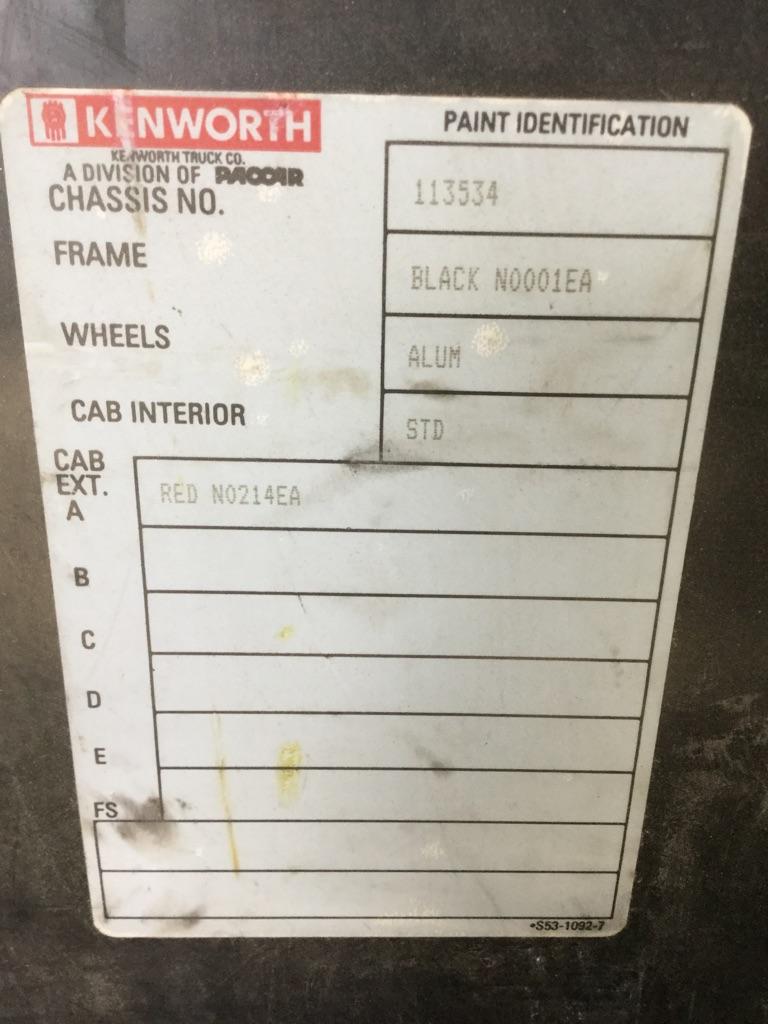 KENWORTH
PAINT IDENTIFICATION
KENWORTH TRUCK CO.
A DIVISION OF PACCAR
CHASSIS NO. 113534
FRAME BLACK N0001EA
WHEELS ALUM
CAB INTERIOR STD
CAB
EXT.
A RED N0214EA
B
C
D
E
FS
•S53-1092-7